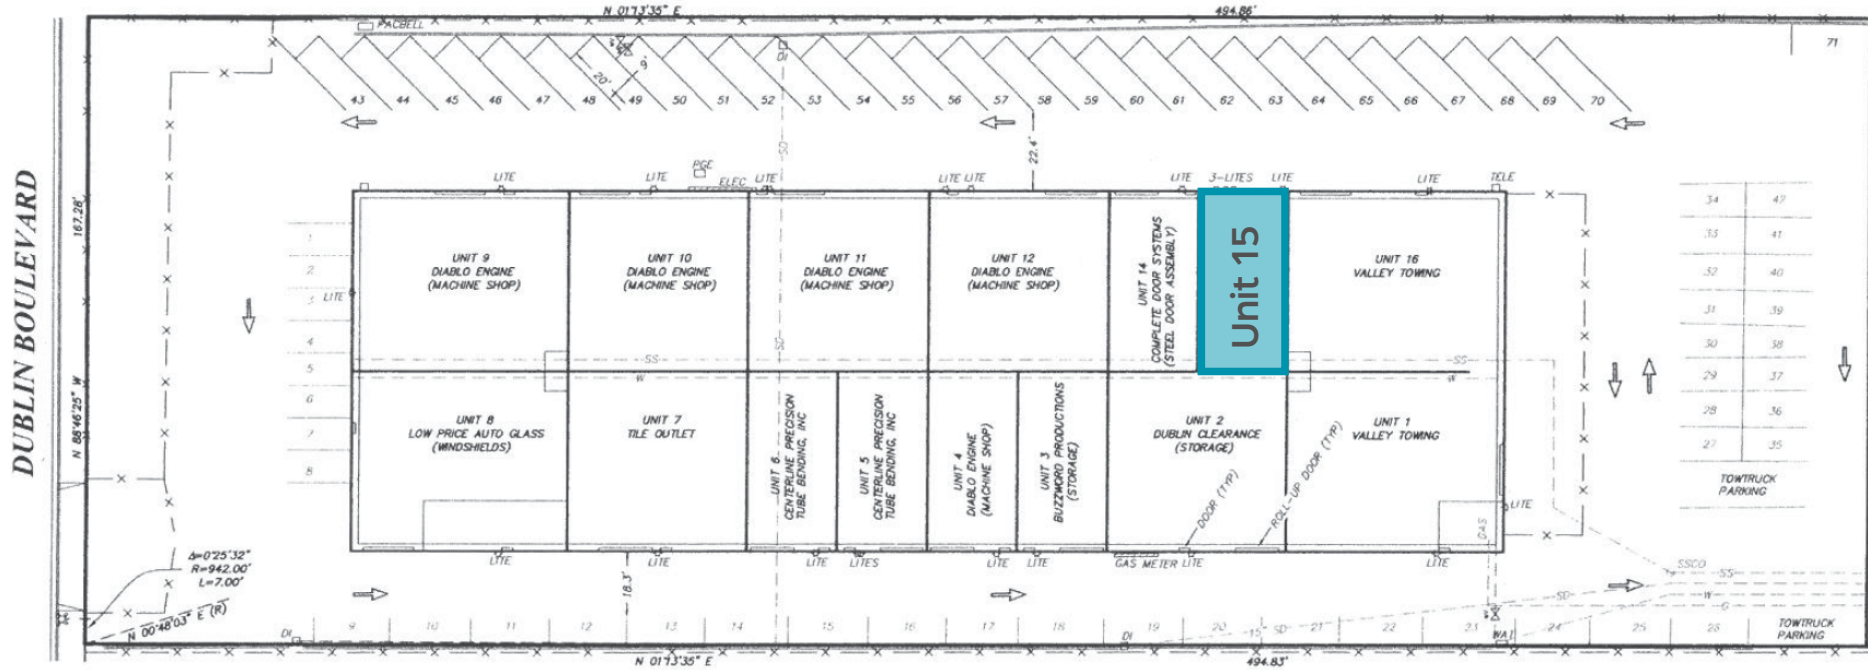 N 01°13'35" E
494.86'
PACBELL
DI
71
20'
9'
43 44 45 46 47 48 49 50 51 52 53 54 55 56 57 58 59 60 61 62 63 64 65 66 67 68 69 70
22.4'
SD
PGE
LITE LITE ELEC LITE LITE LITE LITE 3-LITES LITE LITE TELE
DUBLIN BOULEVARD
167.26'
N 88°46'25" W
1
2
3
4
5
6
7
8
LITE
UNIT 9
DIABLO ENGINE
(MACHINE SHOP)
UNIT 10
DIABLO ENGINE
(MACHINE SHOP)
UNIT 11
DIABLO ENGINE
(MACHINE SHOP)
UNIT 12
DIABLO ENGINE
(MACHINE SHOP)
UNIT 14
COMPLETE DOOR SYSTEMS
(STEEL DOOR ASSEMBLY)
Unit 15
UNIT 16
VALLEY TOWING
34 42
33 41
32 40
31 39
30 38
29 37
28 36
27 35
TOWTRUCK
PARKING
SD
SS
SS
W
W
UNIT 8
LOW PRICE AUTO GLASS
(WINDSHIELDS)
UNIT 7
TILE OUTLET
UNIT 6
CENTERLINE PRECISION
TUBE BENDING, INC
UNIT 5
CENTERLINE PRECISION
TUBE BENDING, INC
UNIT 4
DIABLO ENGINE
(MACHINE SHOP)
UNIT 3
BUZZWORD PRODUCTIONS
(STORAGE)
UNIT 2
DUBLIN CLEARANCE
(STORAGE)
UNIT 1
VALLEY TOWING
DOOR (TYP)
ROLL-UP DOOR (TYP)
GAS
LITE
LITE LITE LITE LITES LITE LITE GAS METER LITE LITE
Δ=0°25'32"
R=942.00'
L=7.00'
N 00°48'03" E (R)
18.3'
SSCO
SS
W
G
SD
SD
DI
DI
9 10 11 12 13 14 15 16 17 18 19 20 21 22 23 24 25 26
15"
TOWTRUCK
PARKING
N 01°13'35" E
494.83'